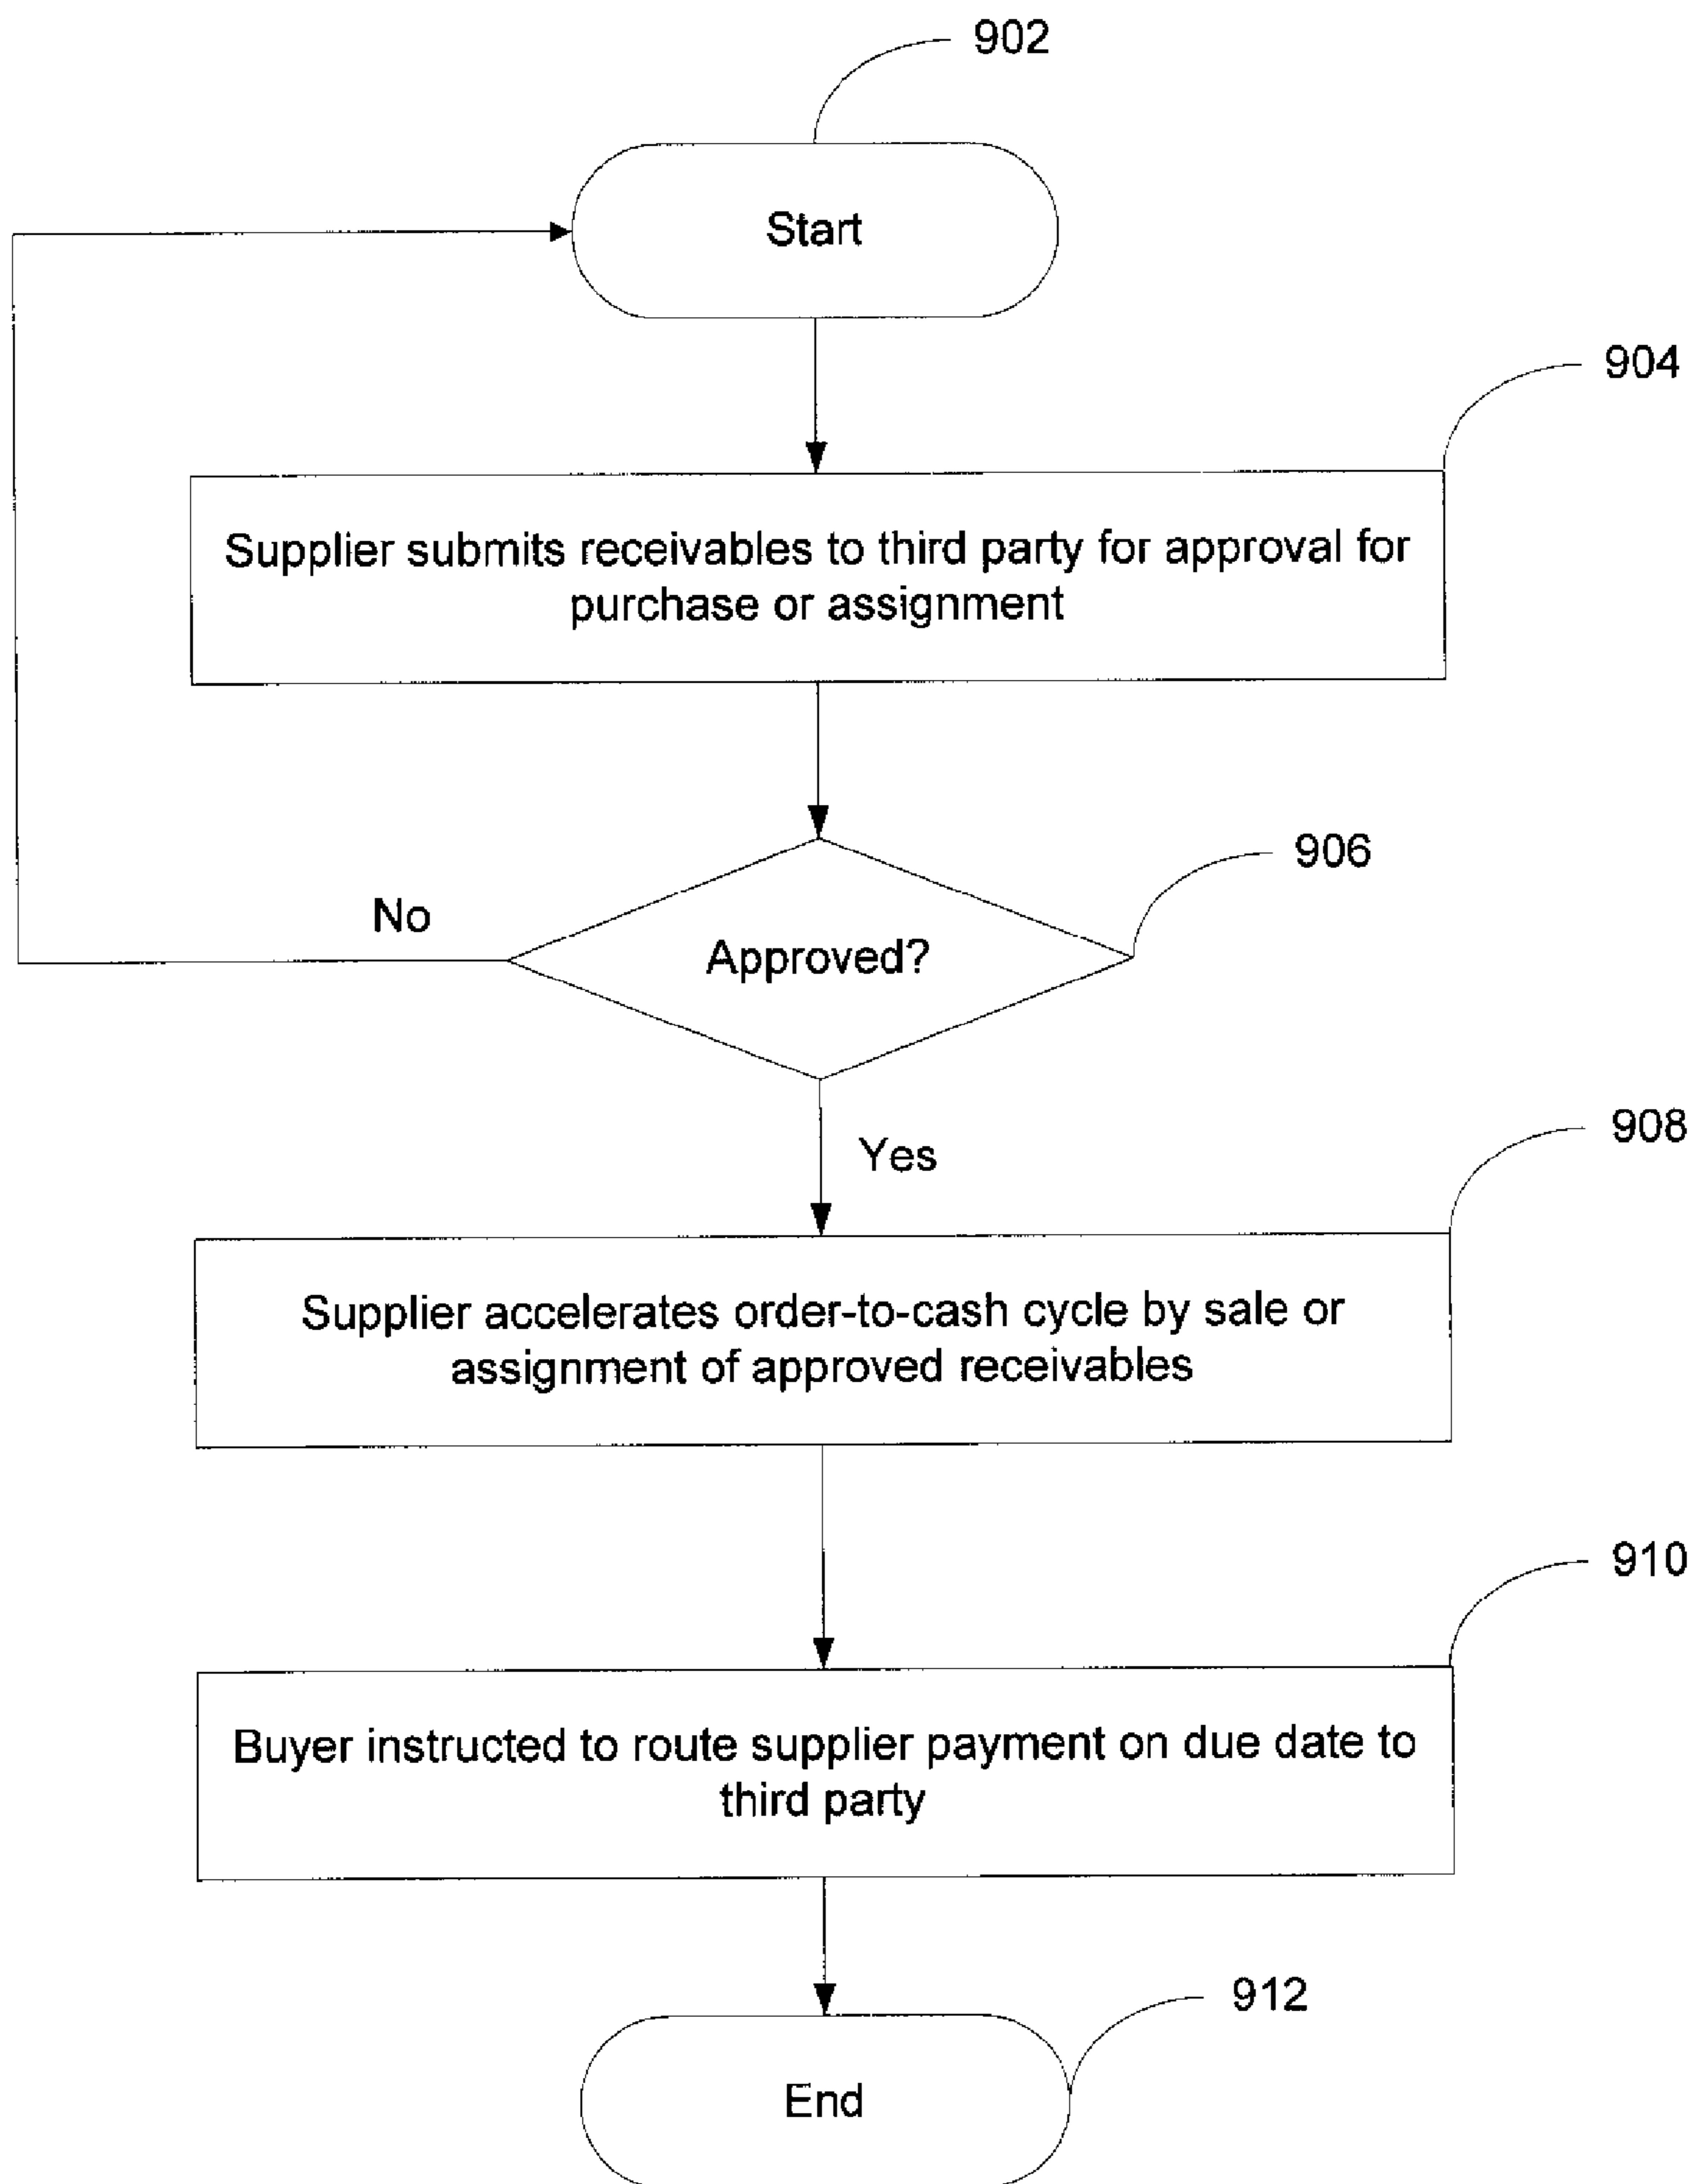 902
Start
904
Supplier submits receivables to third party for approval for
purchase or assignment
906
No
Approved?
Yes
908
Supplier accelerates order-to-cash cycle by sale or
assignment of approved receivables
910
Buyer instructed to route supplier payment on due date to
third party
912
End